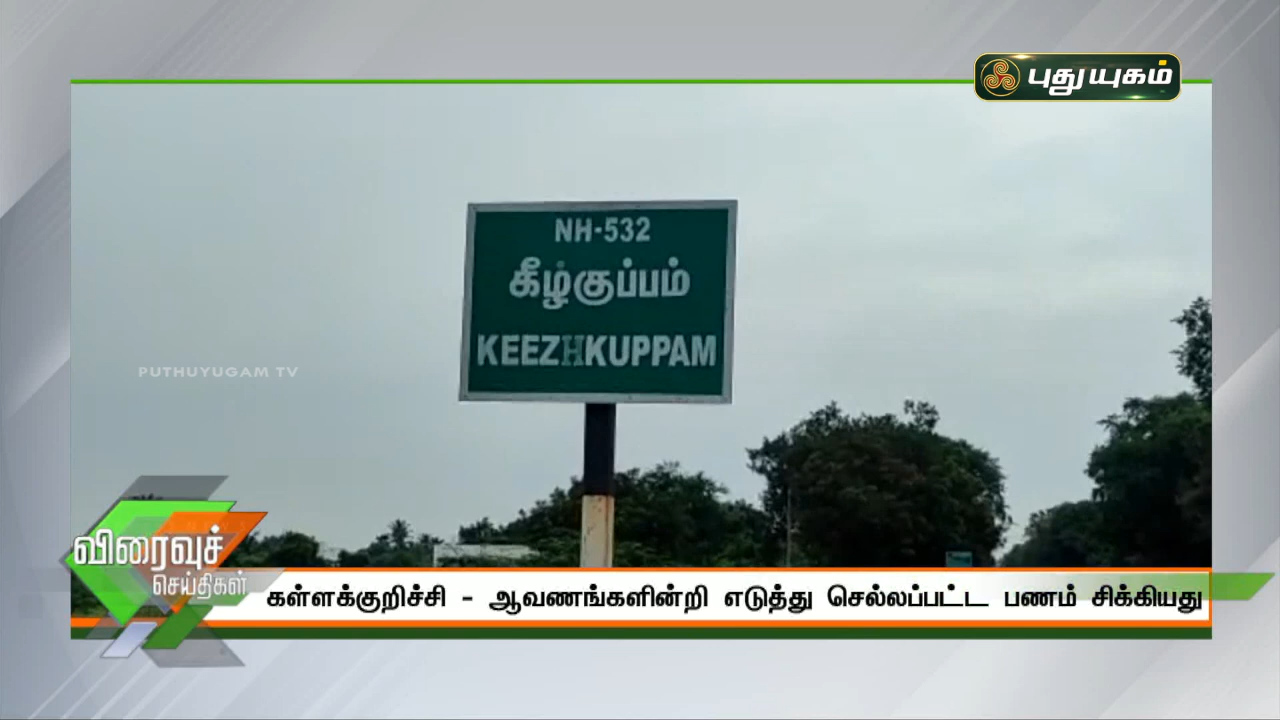 புதுயுகம்
NH-532
கீழ்குப்பம்
KEEZHKUPPAM
PUTHUYUGAM TV
விரைவுச்
செய்திகள்
கள்ளக்குறிச்சி - ஆவணங்களின்றி எடுத்து செல்லப்பட்ட பணம் சிக்கியது